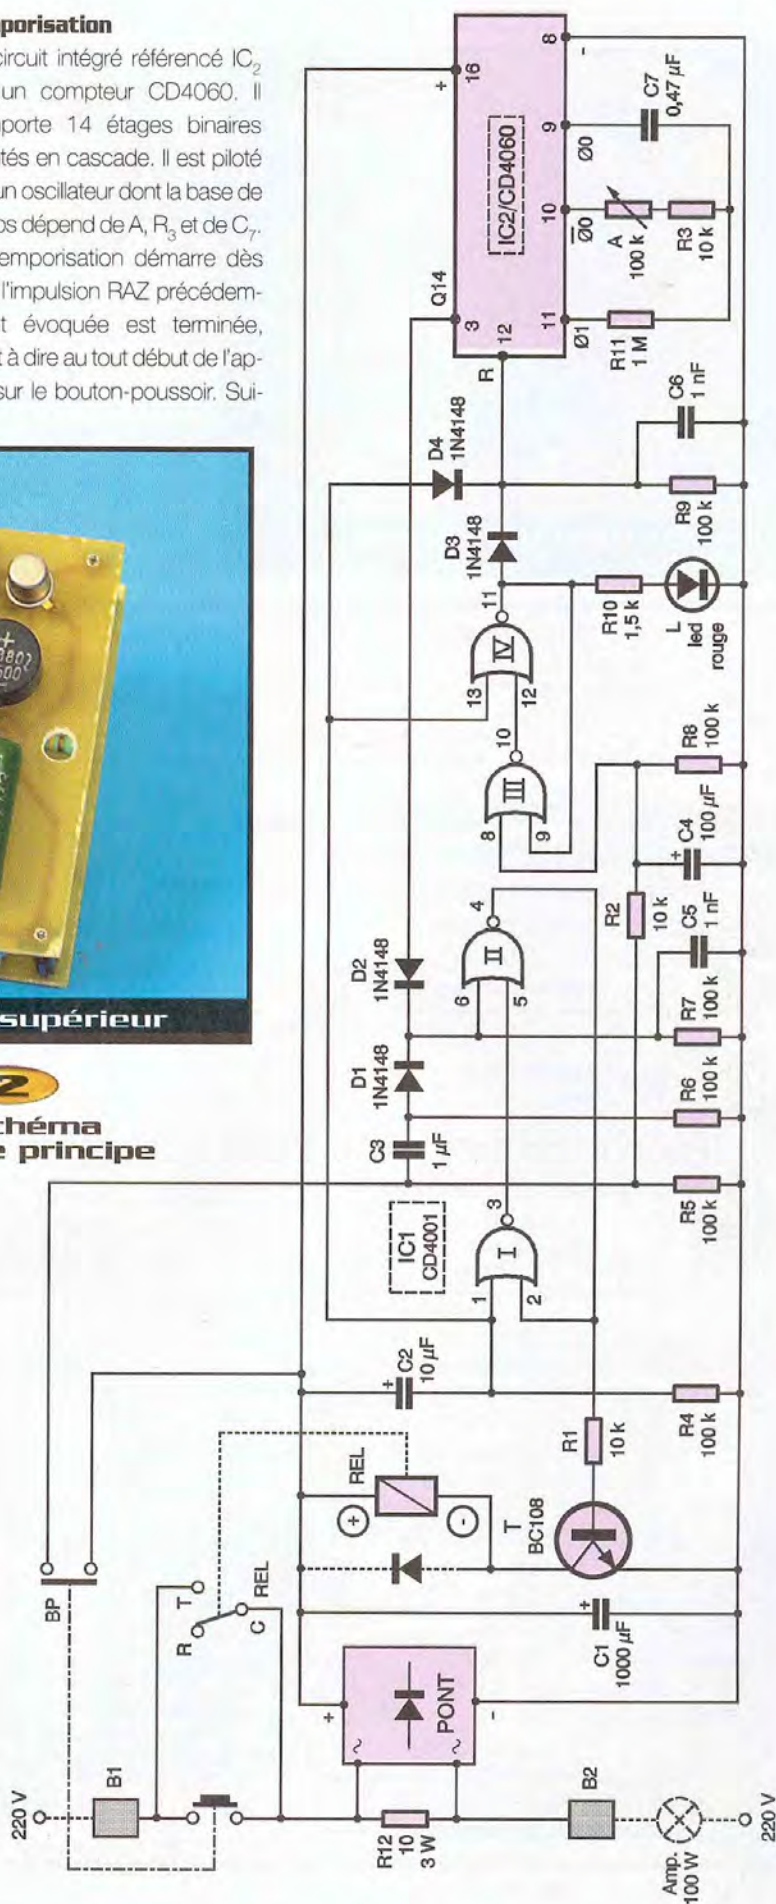 porisation
circuit intégré référencé IC2
un compteur CD4060. Il
porte 14 étages binaires
tés en cascade. Il est piloté
un oscillateur dont la base de
ps dépend de A, R3 et de C7.
emporisation démarre dès
l'impulsion RAZ précédem-
t évoquée est terminée,
t à dire au tout début de l'ap-
sur le bouton-poussoir. Sui-
supérieur
2
chéma
e principe
220 V
B1
BP
R
T
C
REL
R12
10
3 W
PONT
+
-
~
~
B2
Amp.
100 W
220 V
C1
1000 µF
+
REL
+
-
T
BC108
R1
10 k
C2
10 µF
+
R4
100 k
IC1
CD4001
I
1
2
3
C3
1 µF
R5
100 k
R6
100 k
D1
1N4148
D2
1N4148
II
6
5
4
R7
100 k
C5
1 nF
R2
10 k
C4
100 µF
+
R8
100 k
III
8
9
10
IV
13
12
11
D3
1N4148
D4
1N4148
R10
1,5 k
L
led
rouge
R9
100 k
C6
1 nF
IC2/CD4060
Q14
3
12
R
16
+
8
-
9
Ø0
10
Ø0
11
Ø1
R11
1 M
A
100 k
R3
10 k
C7
0,47 µF